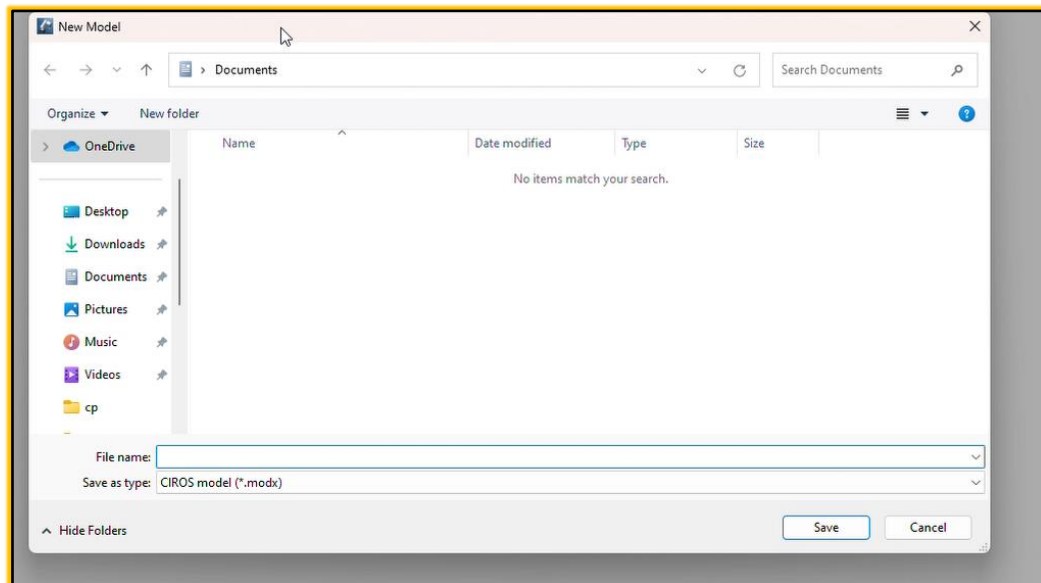 New Model
Documents
Search Documents
Organize
New folder
OneDrive
Name
Date modified
Type
Size
No items match your search.
Desktop
Downloads
Documents
Pictures
Music
Videos
cp
File name:
Save as type: CIROS model (*.modx)
Hide Folders
Save
Cancel